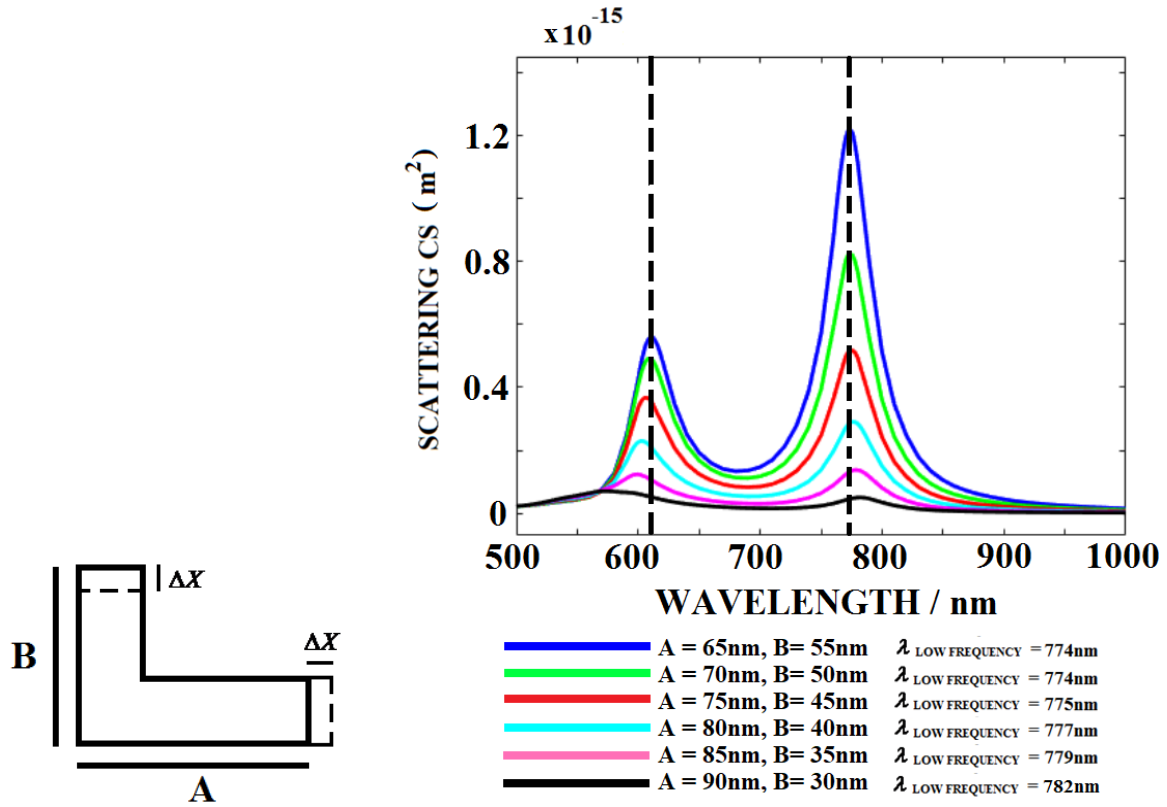 x10^-15
SCATTERING CS ( m^2)
1.2
0.8
0.4
0
500 600 700 800 900 1000
WAVELENGTH / nm
ΔX
ΔX
B
A
A = 65nm, B= 55nm λ LOW FREQUENCY = 774nm
A = 70nm, B= 50nm λ LOW FREQUENCY = 774nm
A = 75nm, B= 45nm λ LOW FREQUENCY = 775nm
A = 80nm, B= 40nm λ LOW FREQUENCY = 777nm
A = 85nm, B= 35nm λ LOW FREQUENCY = 779nm
A = 90nm, B= 30nm λ LOW FREQUENCY = 782nm